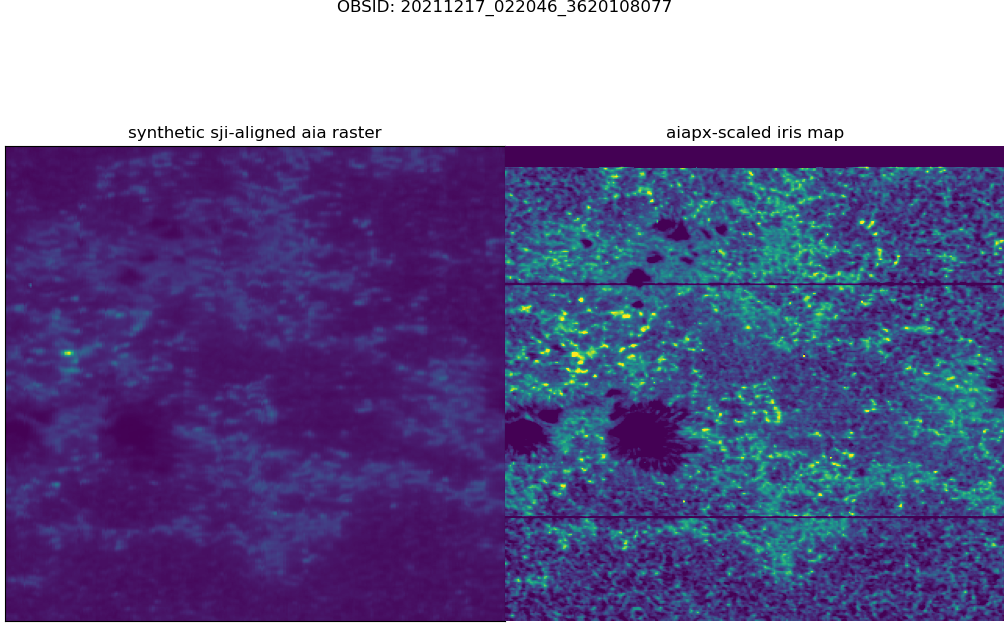 OBSID: 20211217_022046_3620108077
synthetic sji-aligned aia raster
aiapx-scaled iris map